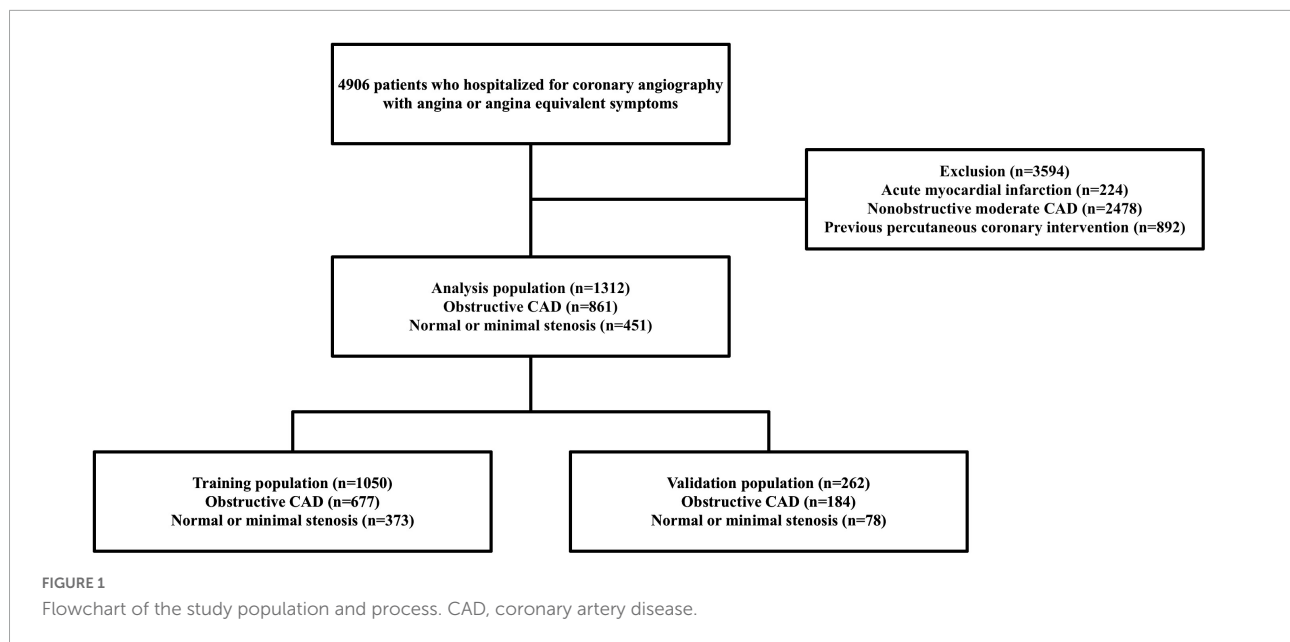 4906 patients who hospitalized for coronary angiography
with angina or angina equivalent symptoms
Exclusion (n=3594)
Acute myocardial infarction (n=224)
Nonobstructive moderate CAD (n=2478)
Previous percutaneous coronary intervention (n=892)
Analysis population (n=1312)
Obstructive CAD (n=861)
Normal or minimal stenosis (n=451)
Training population (n=1050)
Obstructive CAD (n=677)
Normal or minimal stenosis (n=373)
Validation population (n=262)
Obstructive CAD (n=184)
Normal or minimal stenosis (n=78)
FIGURE 1
Flowchart of the study population and process. CAD, coronary artery disease.